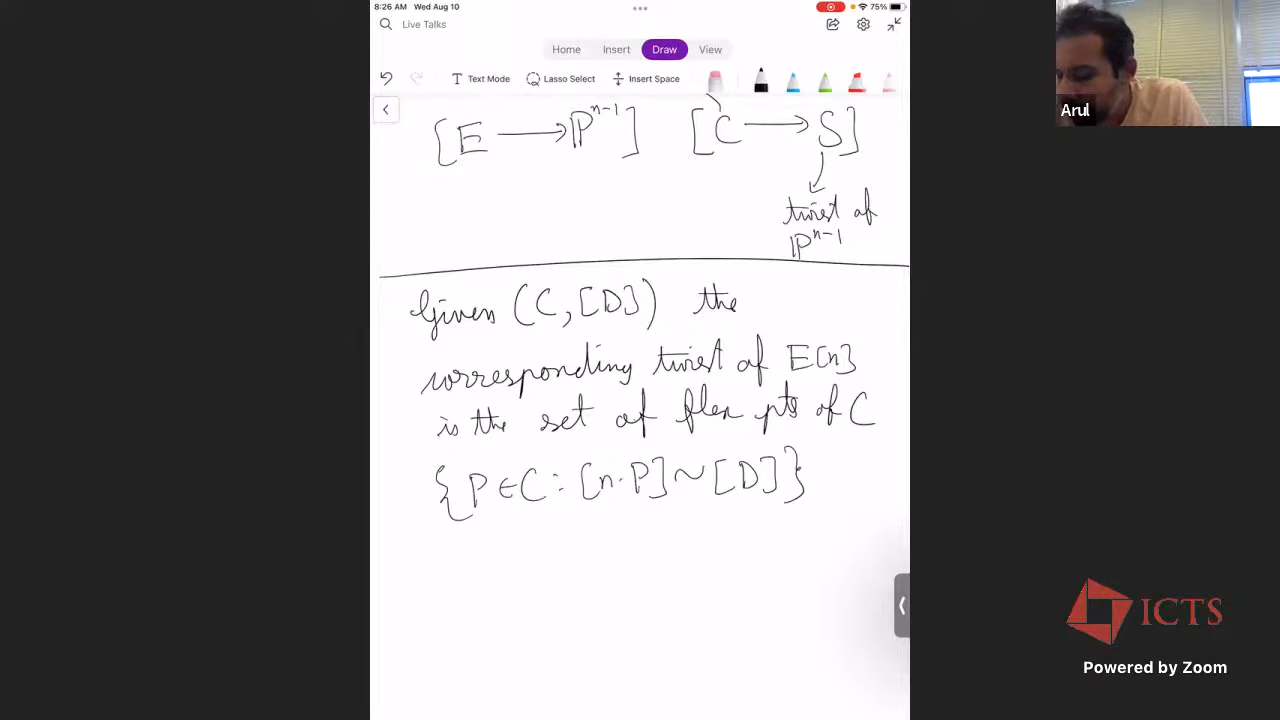 8:26 AM Wed Aug 10
75%
Live Talks
Home Insert Draw View
Text Mode Lasso Select Insert Space
Arul
[E ⟶ P^{n-1}] [C ⟶ S]
twist of
P^{n-1}
Given (C, [D]) the
corresponding twist of E[n]
is the set of flex pts of C
{P ∈ C : [n·P] ~ [D]}
ICTS
Powered by Zoom